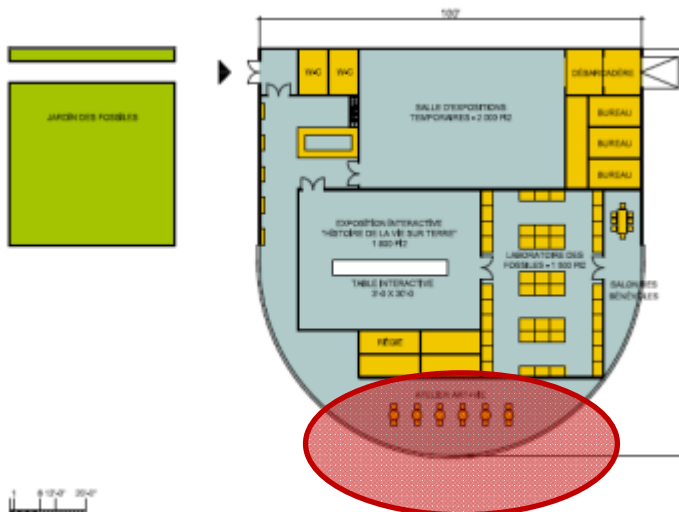 100'
W-C
W-C
DÉBARCADÈRE
JARDIN DES FOSSILES
SALLE D'EXPOSITIONS
TEMPORAIRES = 2 000 PI2
BUREAU
BUREAU
BUREAU
EXPOSITION INTERACTIVE
"HISTOIRE DE LA VIE SUR TERRE"
1 800 PI2
LABORATOIRE DES
FOSSILES = 1 500 PI2
TABLE INTERACTIVE
3'-0 X 30'-0
SALON DES
BÉNÉVOLES
RÉGIE
ATELIER